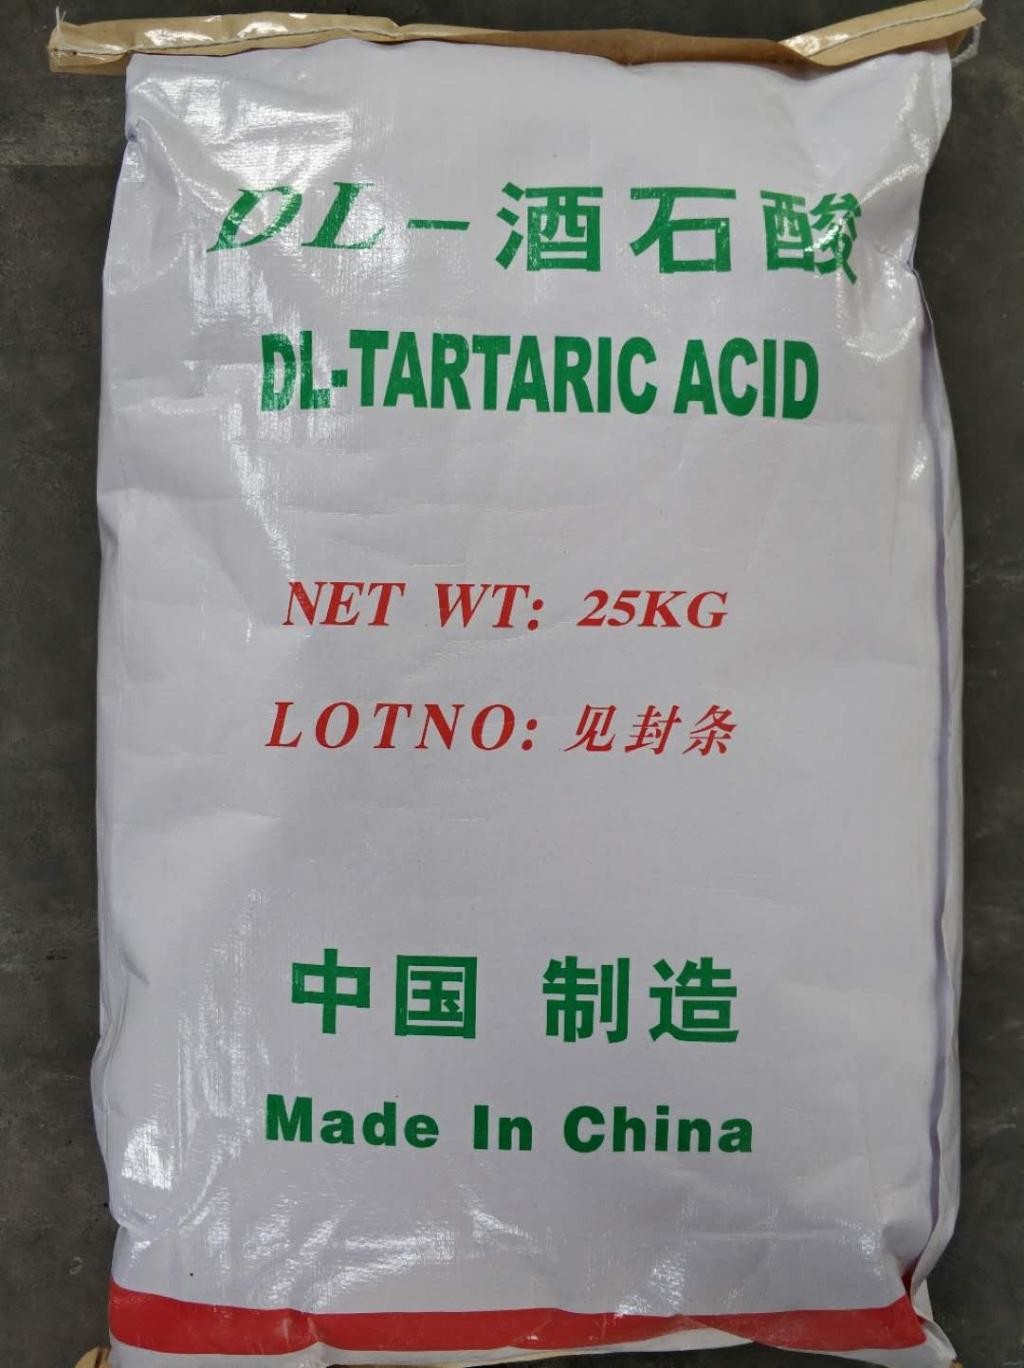 DL-酒石酸
DL-TARTARIC ACID
NET WT: 25KG
LOTNO: 见封条
中国 制造
Made In China